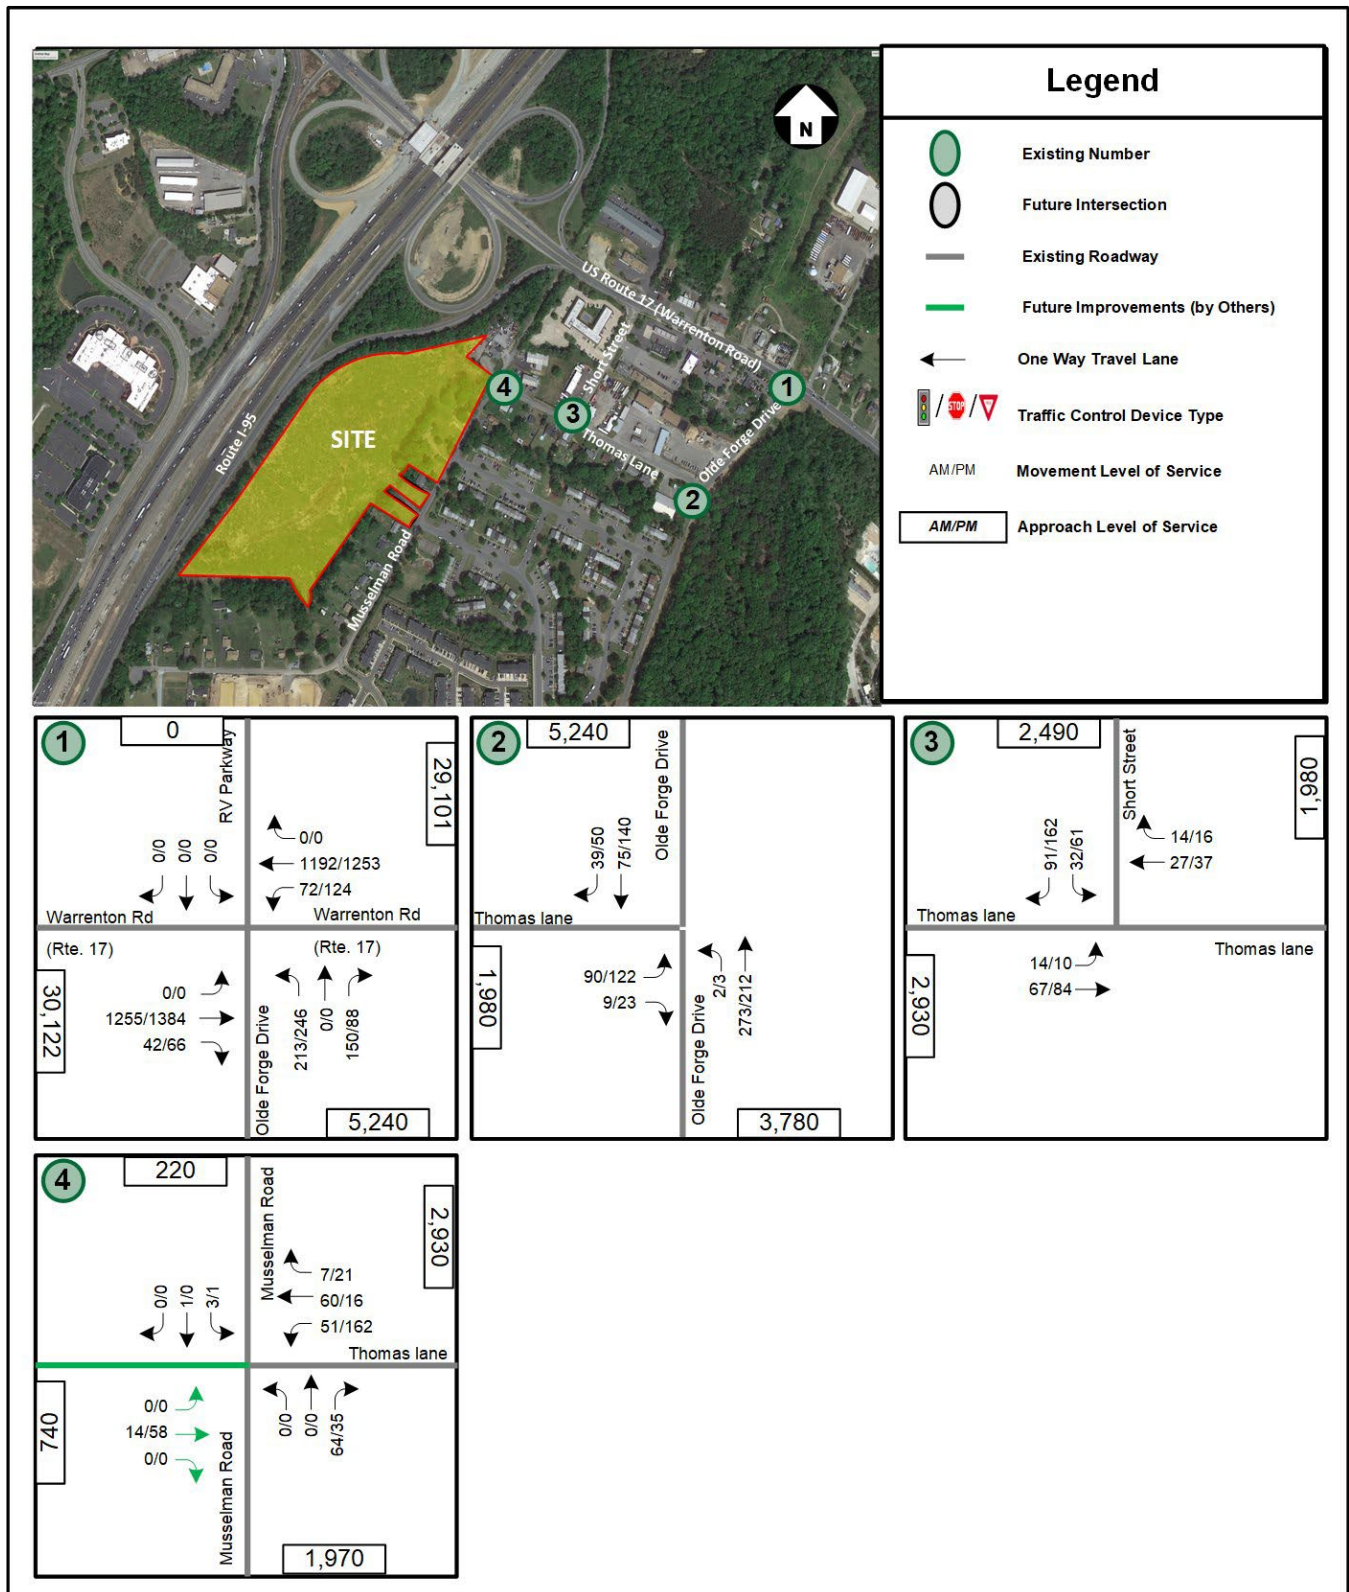 N
US Route 17 (Warrenton Road)
Short Street
1
4
3
SITE
Route I-95
Thomas Lane
Olde Forge Drive
2
Musselman Road
Legend
Existing Number
Future Intersection
Existing Roadway
Future Improvements (by Others)
One Way Travel Lane
/ STOP /
Traffic Control Device Type
AM/PM
Movement Level of Service
AM/PM
Approach Level of Service
1
0
RV Parkway
29,101
0/0
0/0
0/0
0/0
1192/1253
72/124
Warrenton Rd
Warrenton Rd
(Rte. 17)
(Rte. 17)
30,122
0/0
1255/1384
42/66
Olde Forge Drive
213/246
0/0
150/88
5,240
2
5,240
Olde Forge Drive
39/50
75/140
Thomas lane
1,980
90/122
9/23
Olde Forge Drive
2/3
273/212
3,780
3
2,490
Short Street
1,980
91/162
32/61
14/16
27/37
Thomas lane
Thomas lane
2,930
14/10
67/84
4
220
Musselman Road
2,930
0/0
1/0
3/1
7/21
60/16
51/162
Thomas lane
740
0/0
14/58
0/0
Musselman Road
0/0
0/0
64/35
1,970